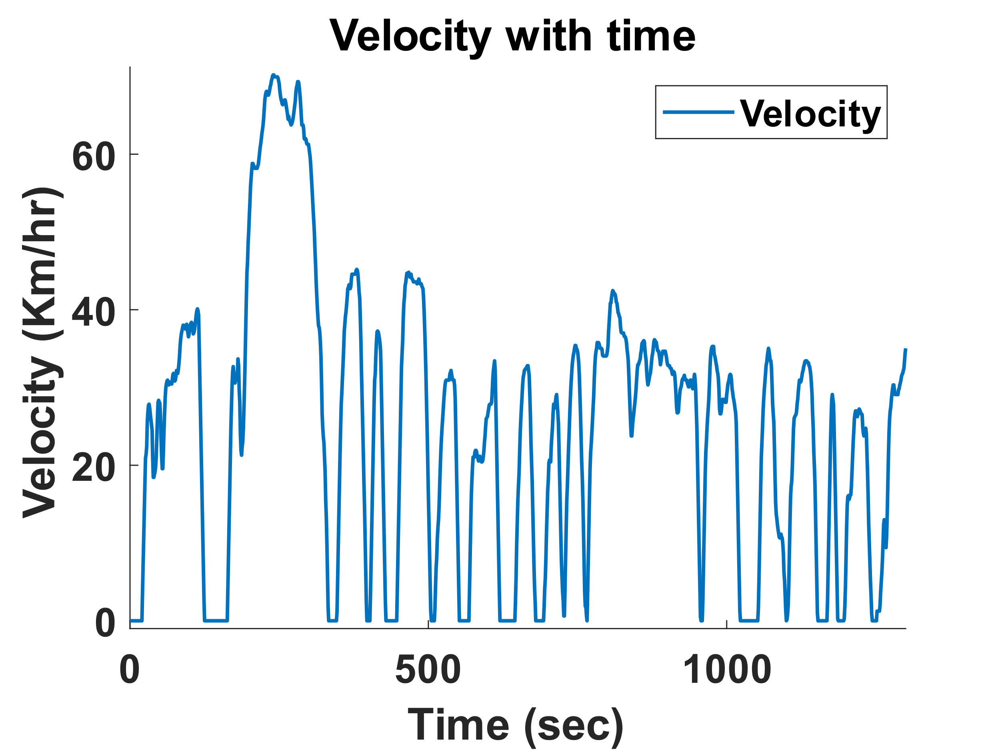 Velocity with time
Velocity
60
40
20
0
Velocity (Km/hr)
0 500 1000
Time (sec)